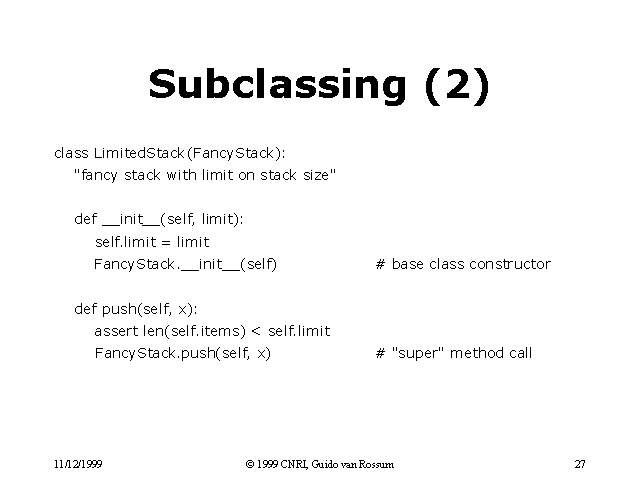 Subclassing (2)
class LimitedStack(FancyStack):
"fancy stack with limit on stack size"
def __init__(self, limit):
self.limit = limit
FancyStack.__init__(self) # base class constructor
def push(self, x):
assert len(self.items) < self.limit
FancyStack.push(self, x) # "super" method call
11/12/1999 © 1999 CNRI, Guido van Rossum 27